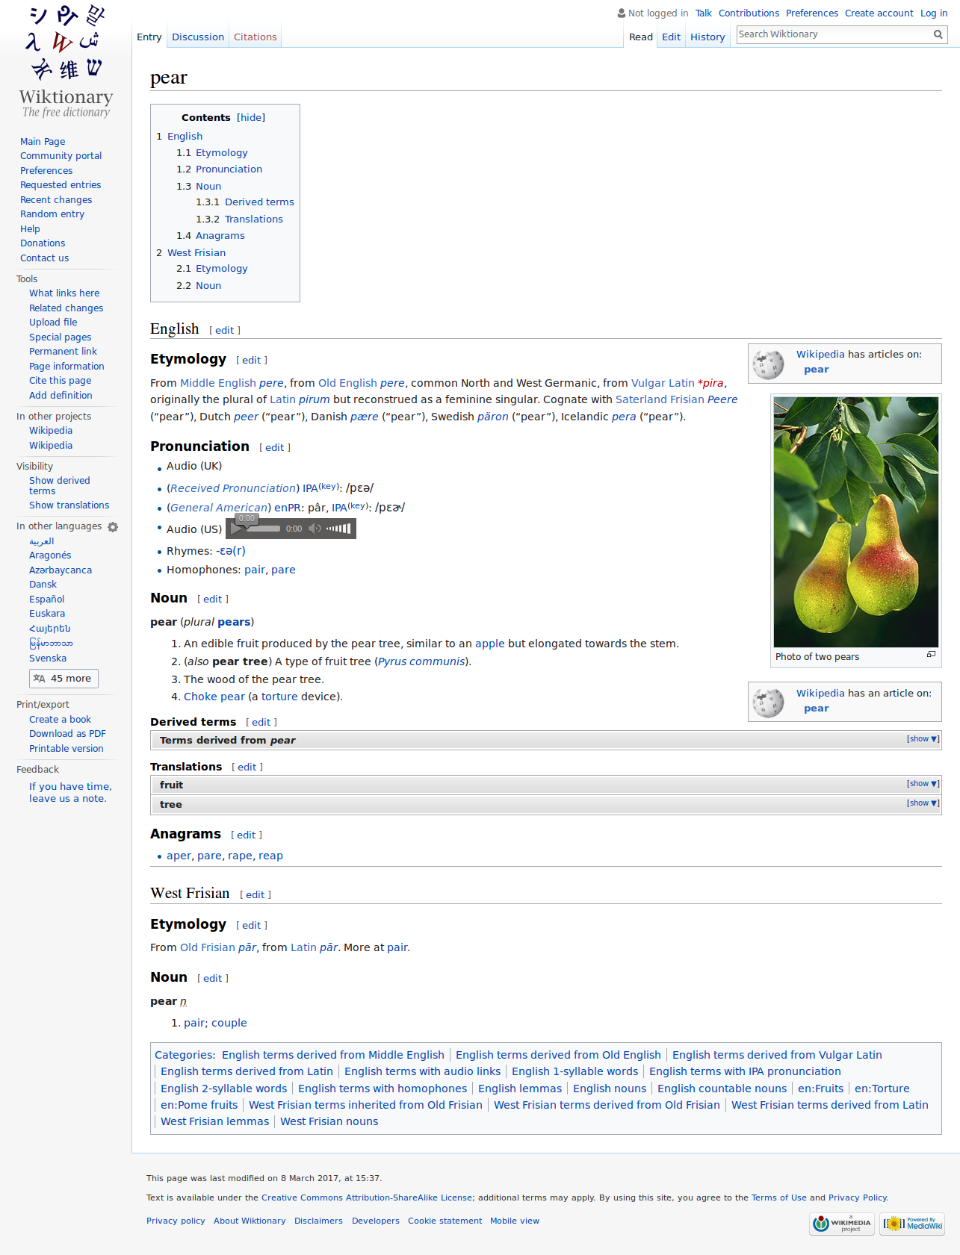 Not logged in Talk Contributions Preferences Create account Log in
Entry Discussion Citations Read Edit History Search Wiktionary
Wiktionary
The free dictionary
Main Page
Community portal
Preferences
Requested entries
Recent changes
Random entry
Help
Donations
Contact us
Tools
What links here
Related changes
Upload file
Special pages
Permanent link
Page information
Cite this page
Add definition
In other projects
Wikipedia
Wikipedia
Visibility
Show derived
terms
Show translations
In other languages
العربية
Aragonés
Azərbaycanca
Dansk
Español
Euskara
Հայերեն
မြန်မာဘာသာ
Svenska
45 more
Print/export
Create a book
Download as PDF
Printable version
Feedback
If you have time,
leave us a note.
pear
Contents [hide]
1 English
1.1 Etymology
1.2 Pronunciation
1.3 Noun
1.3.1 Derived terms
1.3.2 Translations
1.4 Anagrams
2 West Frisian
2.1 Etymology
2.2 Noun
English [ edit ]
Wikipedia has articles on:
pear
Etymology [ edit ]
From Middle English pere, from Old English pere, common North and West Germanic, from Vulgar Latin *pira,
originally the plural of Latin pirum but reconstrued as a feminine singular. Cognate with Saterland Frisian Peere
(“pear”), Dutch peer (“pear”), Danish pære (“pear”), Swedish päron (“pear”), Icelandic pera (“pear”).
Photo of two pears
Pronunciation [ edit ]
Audio (UK)
(Received Pronunciation) IPA(key): /pɛə/
(General American) enPR: pâr, IPA(key): /pɛɚ/
Audio (US) 0:00 0:00
Rhymes: -ɛə(r)
Homophones: pair, pare
Noun [ edit ]
pear (plural pears)
1. An edible fruit produced by the pear tree, similar to an apple but elongated towards the stem.
2. (also pear tree) A type of fruit tree (Pyrus communis).
3. The wood of the pear tree.
4. Choke pear (a torture device).
Wikipedia has an article on:
pear
Derived terms [ edit ]
Terms derived from pear [show ▼]
Translations [ edit ]
fruit [show ▼]
tree [show ▼]
Anagrams [ edit ]
aper, pare, rape, reap
West Frisian [ edit ]
Etymology [ edit ]
From Old Frisian pār, from Latin pār. More at pair.
Noun [ edit ]
pear n
1. pair; couple
Categories: English terms derived from Middle English English terms derived from Old English English terms derived from Vulgar Latin
English terms derived from Latin English terms with audio links English 1-syllable words English terms with IPA pronunciation
English 2-syllable words English terms with homophones English lemmas English nouns English countable nouns en:Fruits en:Torture
en:Pome fruits West Frisian terms inherited from Old Frisian West Frisian terms derived from Old Frisian West Frisian terms derived from Latin
West Frisian lemmas West Frisian nouns
This page was last modified on 8 March 2017, at 15:37.
Text is available under the Creative Commons Attribution-ShareAlike License; additional terms may apply. By using this site, you agree to the Terms of Use and Privacy Policy.
Privacy policy About Wiktionary Disclaimers Developers Cookie statement Mobile view
A WIKIMEDIA project
Powered By MediaWiki